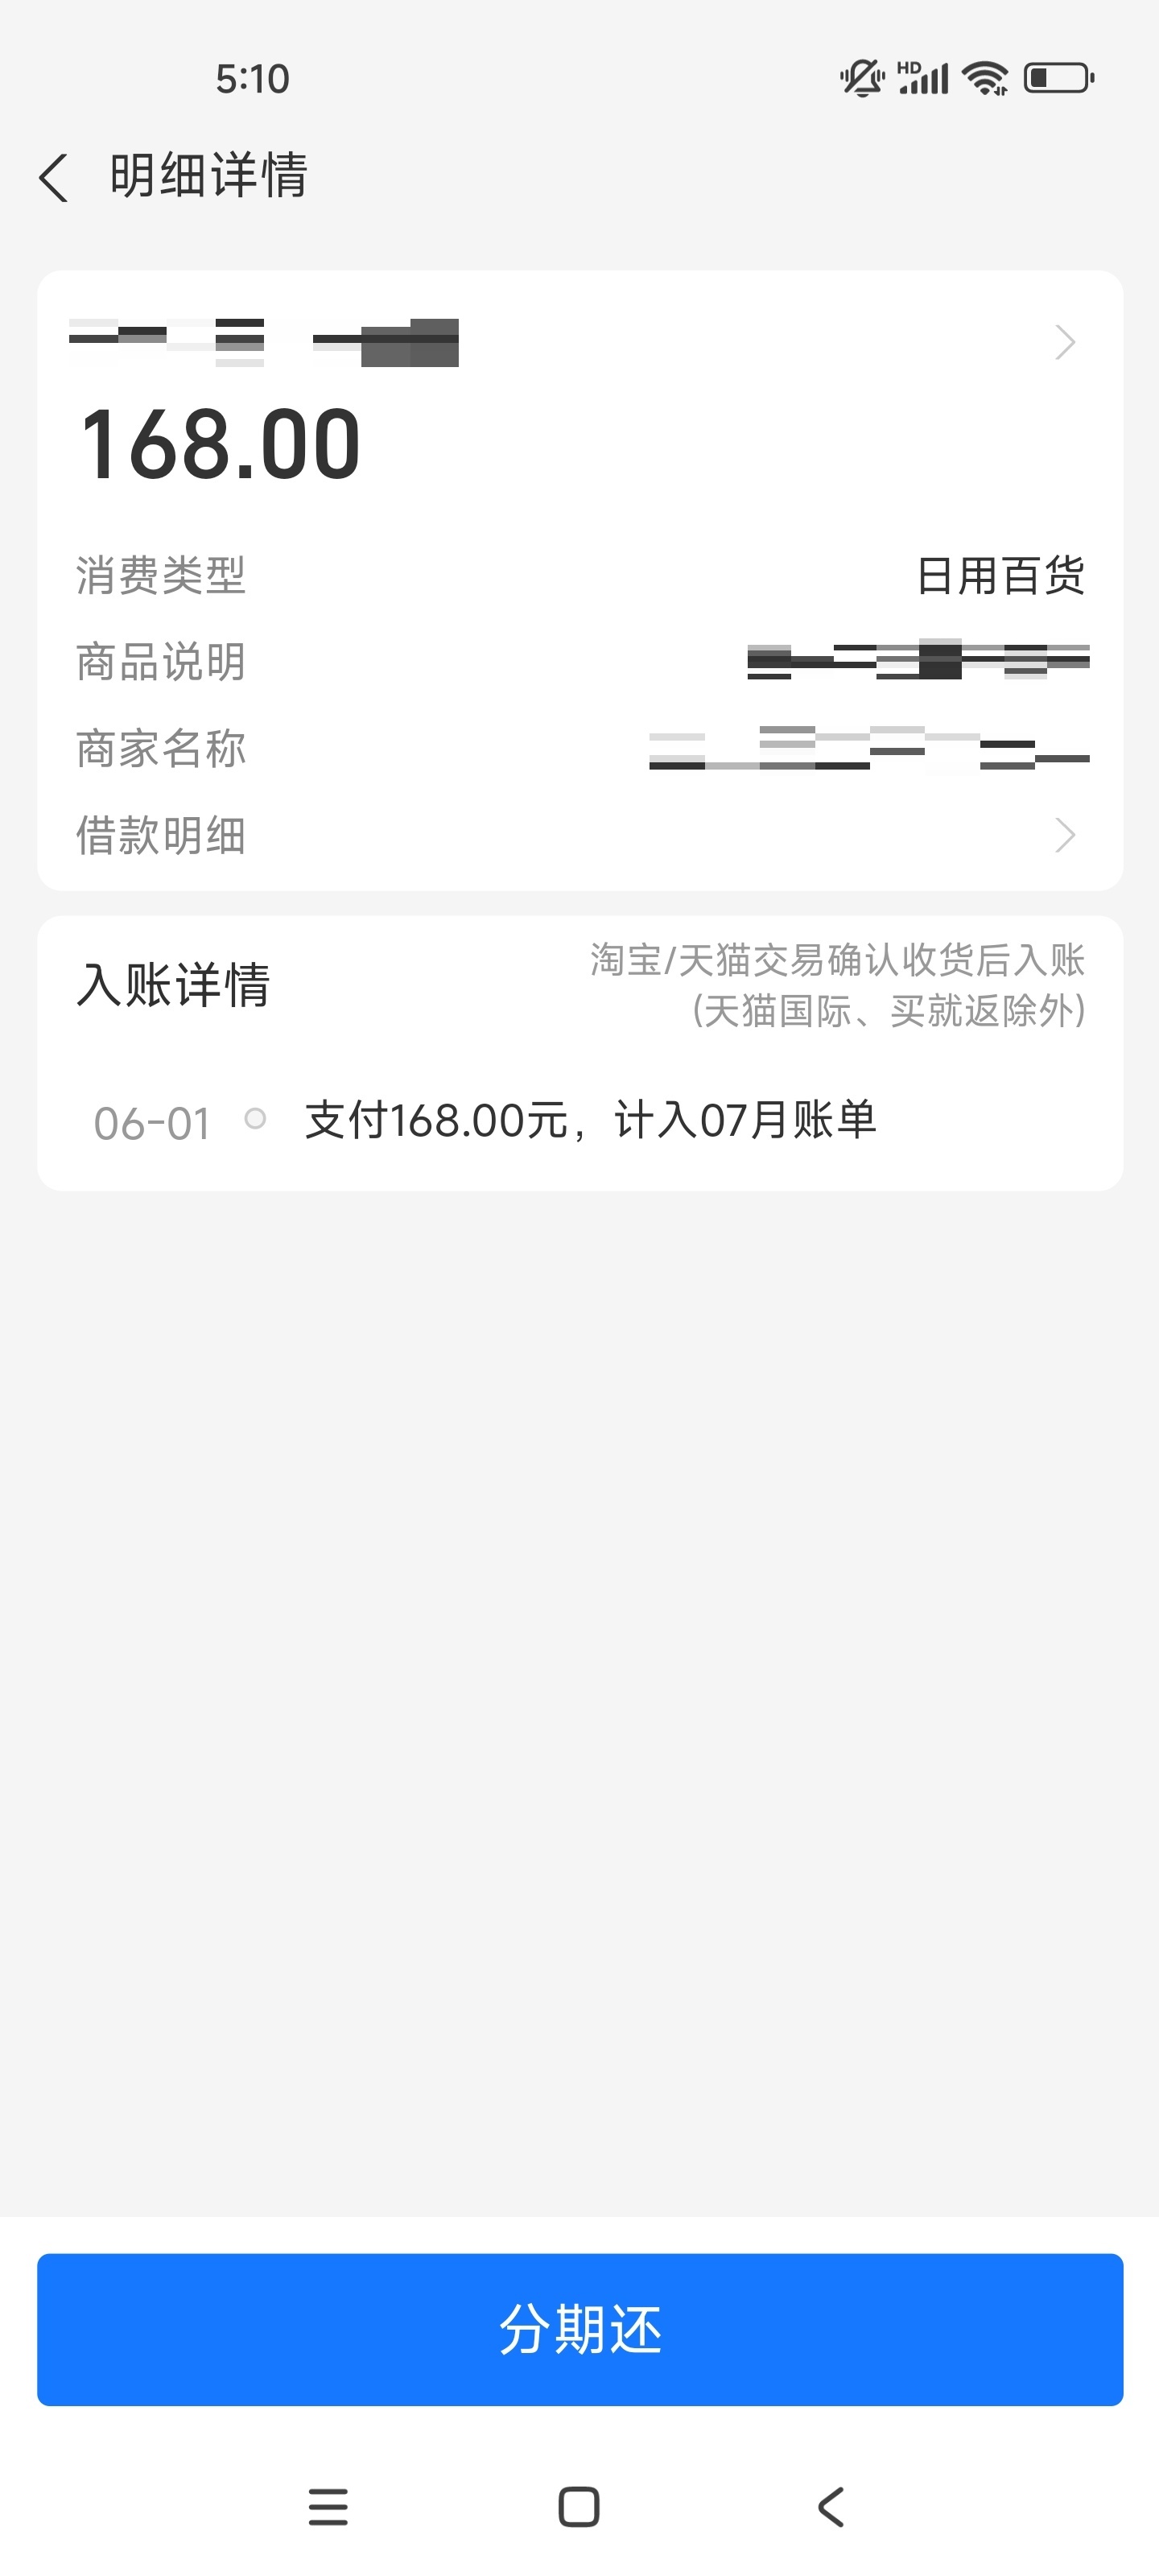 5:10
HD
明细详情
168.00
消费类型
日用百货
商品说明
商家名称
借款明细
入账详情
淘宝/天猫交易确认收货后入账
(天猫国际、买就返除外)
06-01
支付168.00元，计入07月账单
分期还